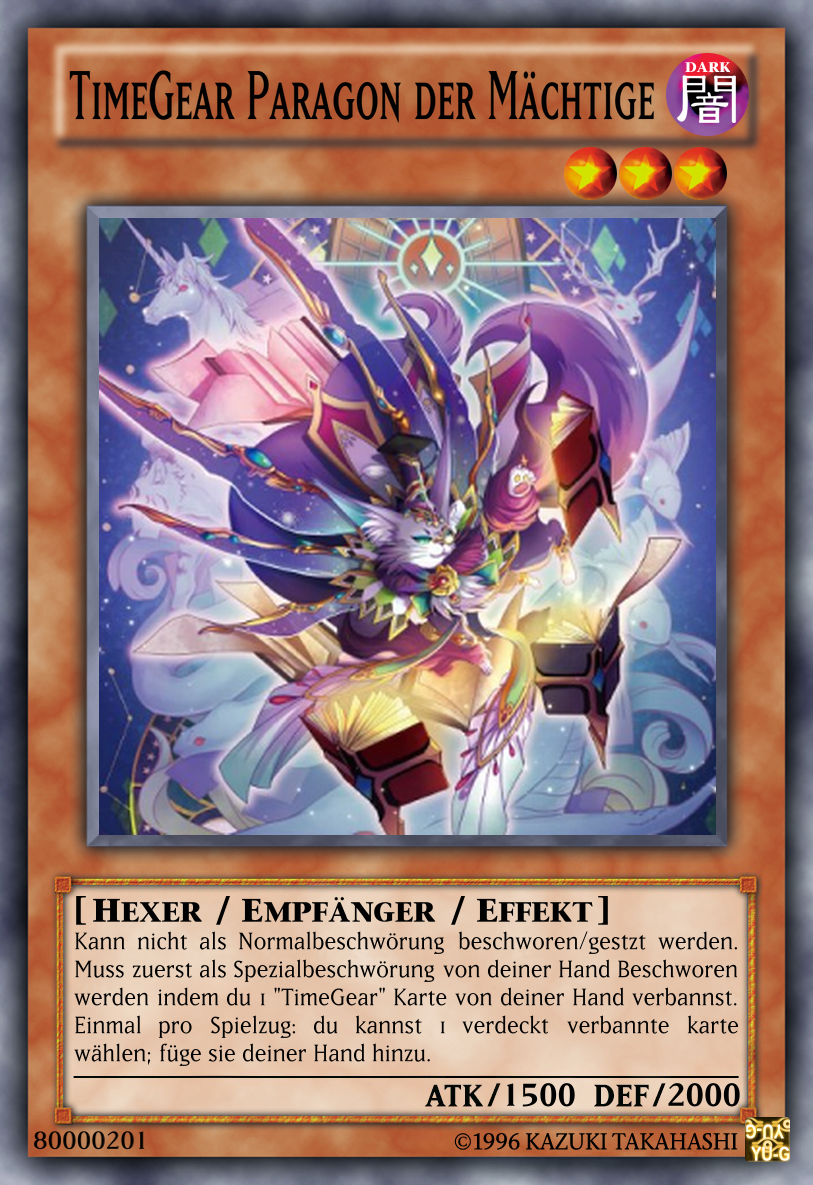 TimeGear Paragon der Mächtige
DARK
闇
[ Hexer / Empfänger / Effekt ]
Kann nicht als Normalbeschwörung beschworen/gestzt werden.
Muss zuerst als Spezialbeschwörung von deiner Hand Beschworen
werden indem du 1 "TimeGear" Karte von deiner Hand verbannst.
Einmal pro Spielzug: du kannst 1 verdeckt verbannte karte
wählen; füge sie deiner Hand hinzu.
ATK/1500 DEF/2000
80000201
©1996 KAZUKI TAKAHASHI